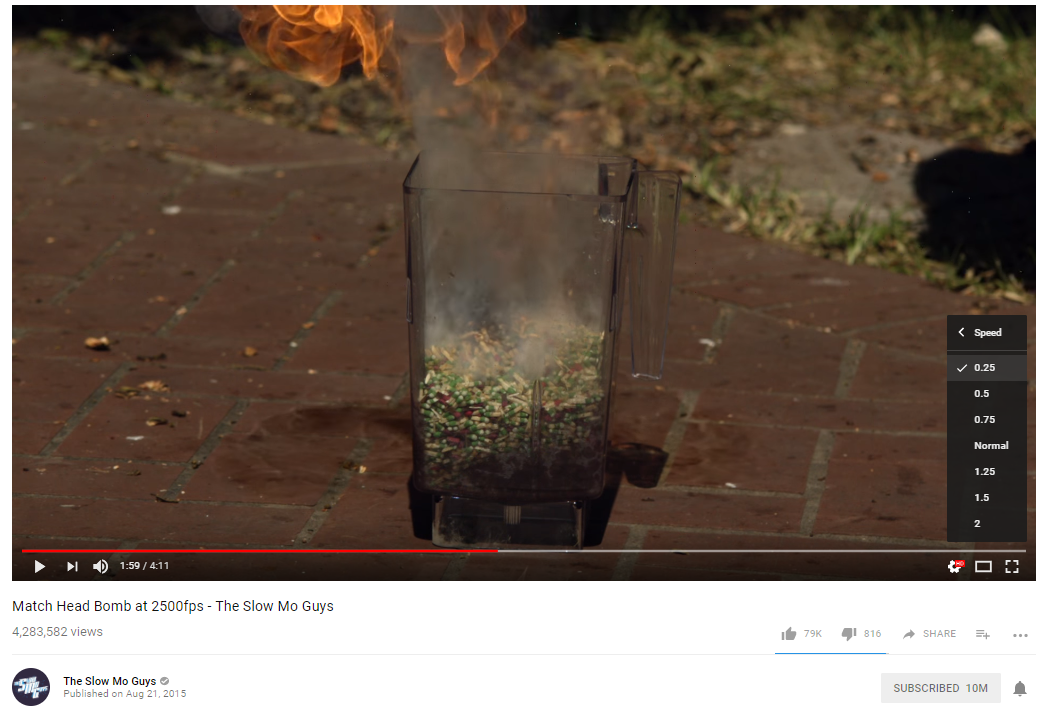 Speed
0.25
0.5
0.75
Normal
1.25
1.5
2
1:59 / 4:11
HD
Match Head Bomb at 2500fps - The Slow Mo Guys
4,283,582 views
79K 816 SHARE
The Slow Mo Guys
Published on Aug 21, 2015
SUBSCRIBED 10M